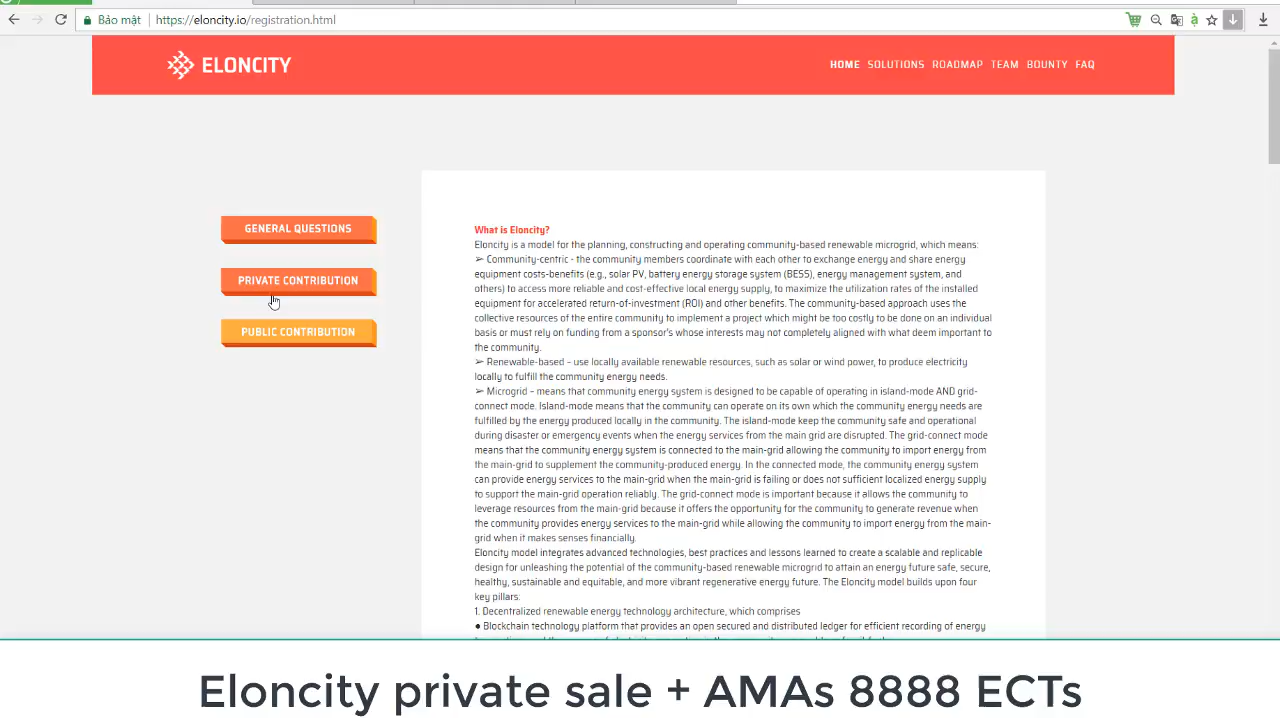 Bảo mật
https://eloncity.io/registration.html
ELONCITY
HOME SOLUTIONS ROADMAP TEAM BOUNTY FAQ
GENERAL QUESTIONS
PRIVATE CONTRIBUTION
PUBLIC CONTRIBUTION
What is Eloncity?
Eloncity is a model for the planning, constructing and operating community-based renewable microgrid, which means:
➢ Community-centric - the community members coordinate with each other to exchange energy and share energy
equipment costs-benefits (e.g., solar PV, battery energy storage system (BESS), energy management system, and
others) to access more reliable and cost-effective local energy supply, to maximize the utilization rates of the installed
equipment for accelerated return-of-investment (ROI) and other benefits. The community-based approach uses the
collective resources of the entire community to implement a project which might be too costly to be done on an individual
basis or must rely on funding from a sponsor's whose interests may not completely aligned with what deem important to
the community.
➢ Renewable-based – use locally available renewable resources, such as solar or wind power, to produce electricity
locally to fulfill the community energy needs.
➢ Microgrid – means that community energy system is designed to be capable of operating in island-mode AND grid-
connect mode. Island-mode means that the community can operate on its own which the community energy needs are
fulfilled by the energy produced locally in the community. The island-mode keep the community safe and operational
during disaster or emergency events when the energy services from the main grid are disrupted. The grid-connect mode
means that the community energy system is connected to the main-grid allowing the community to import energy from
the main-grid to supplement the community-produced energy. In the connected mode, the community energy system
can provide energy services to the main-grid when the main-grid is failing or does not sufficient localized energy supply
to support the main-grid operation reliably. The grid-connect mode is important because it allows the community to
leverage resources from the main-grid because it offers the opportunity for the community to generate revenue when
the community provides energy services to the main-grid while allowing the community to import energy from the main-
grid when it makes senses financially.
Eloncity model integrates advanced technologies, best practices and lessons learned to create a scalable and replicable
design for unleashing the potential of the community-based renewable microgrid to attain an energy future safe, secure,
healthy, sustainable and equitable, and more vibrant regenerative energy future. The Eloncity model builds upon four
key pillars:
1. Decentralized renewable energy technology architecture, which comprises
● Blockchain technology platform that provides an open secured and distributed ledger for efficient recording of energy
Eloncity private sale + AMAs 8888 ECTs